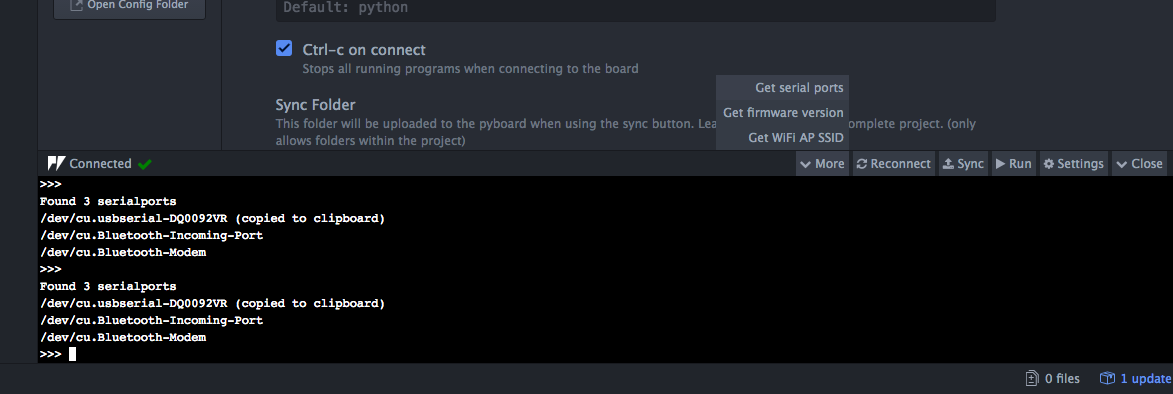 Open Config Folder
Default: python
Ctrl-c on connect
Stops all running programs when connecting to the board
Get serial ports
Sync Folder
Get firmware version
This folder will be uploaded to the pyboard when using the sync button. Lea
omplete project. (only
allows folders within the project)
Get WiFi AP SSID
Connected
More
Reconnect
Sync
Run
Settings
Close
>>>
Found 3 serialports
/dev/cu.usbserial-DQ0092VR (copied to clipboard)
/dev/cu.Bluetooth-Incoming-Port
/dev/cu.Bluetooth-Modem
>>>
Found 3 serialports
/dev/cu.usbserial-DQ0092VR (copied to clipboard)
/dev/cu.Bluetooth-Incoming-Port
/dev/cu.Bluetooth-Modem
>>>
0 files
1 update